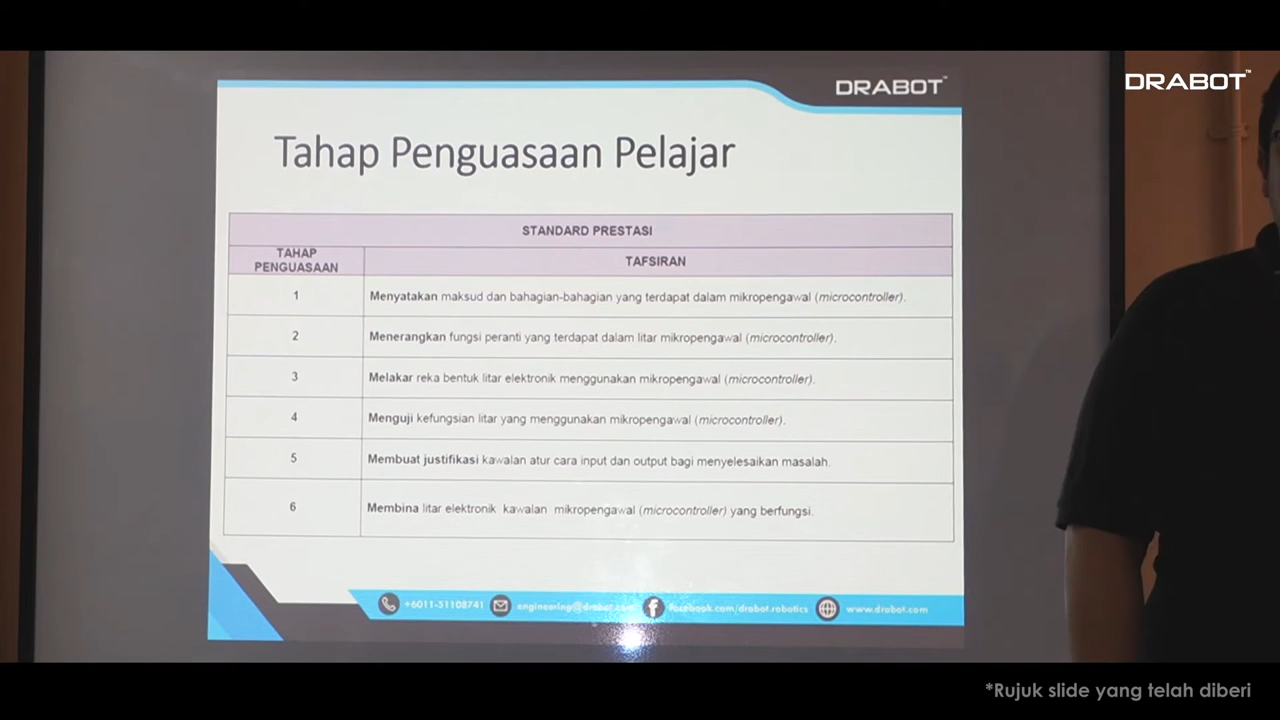 DRABOT™
DRABOT™
Tahap Penguasaan Pelajar
STANDARD PRESTASI
TAHAP PENGUASAAN
TAFSIRAN
1
Menyatakan maksud dan bahagian-bahagian yang terdapat dalam mikropengawal (microcontroller).
2
Menerangkan fungsi peranti yang terdapat dalam litar mikropengawal (microcontroller).
3
Melakar reka bentuk litar elektronik menggunakan mikropengawal (microcontroller).
4
Menguji kefungsian litar yang menggunakan mikropengawal (microcontroller).
5
Membuat justifikasi kawalan atur cara input dan output bagi menyelesaikan masalah.
6
Membina litar elektronik kawalan mikropengawal (microcontroller) yang berfungsi.
+6011-51108741
engineering@drabot.com
facebook.com/drabot.robotics
www.drabot.com
*Rujuk slide yang telah diberi